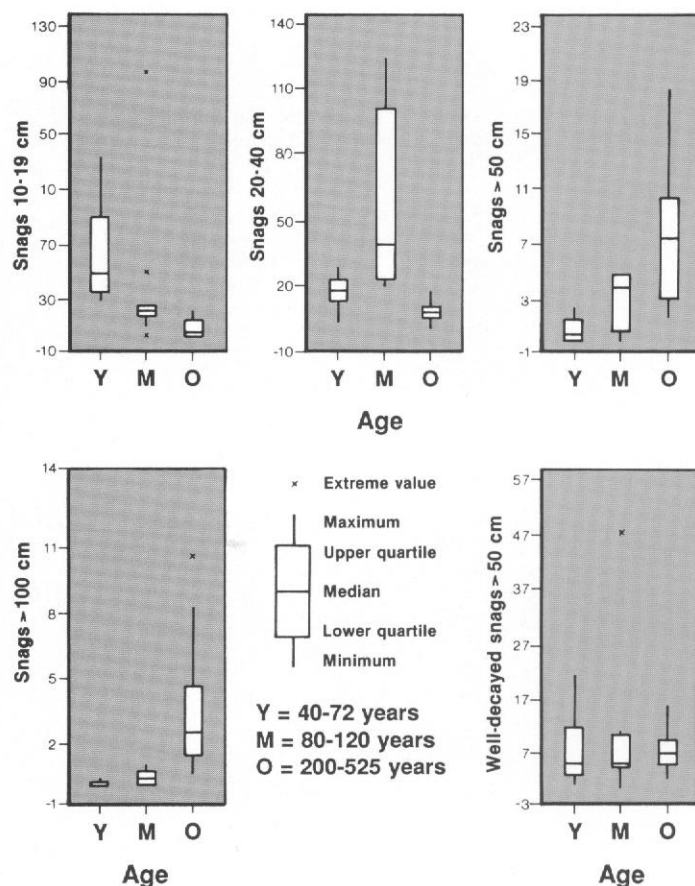 Snags 10-19 cm
130
90
50
10
70
30
-10
Y M O
Snags 20-40 cm
140
110
80
50
20
-10
Y M O
Age
Snags > 50 cm
23
19
15
11
7
3
-1
Y M O
Snags > 100 cm
14
11
8
5
2
-1
Y M O
Age
× Extreme value
Maximum
Upper quartile
Median
Lower quartile
Minimum
Y = 40-72 years
M = 80-120 years
O = 200-525 years
Well-decayed snags > 50 cm
57
47
37
27
17
7
-3
Y M O
Age